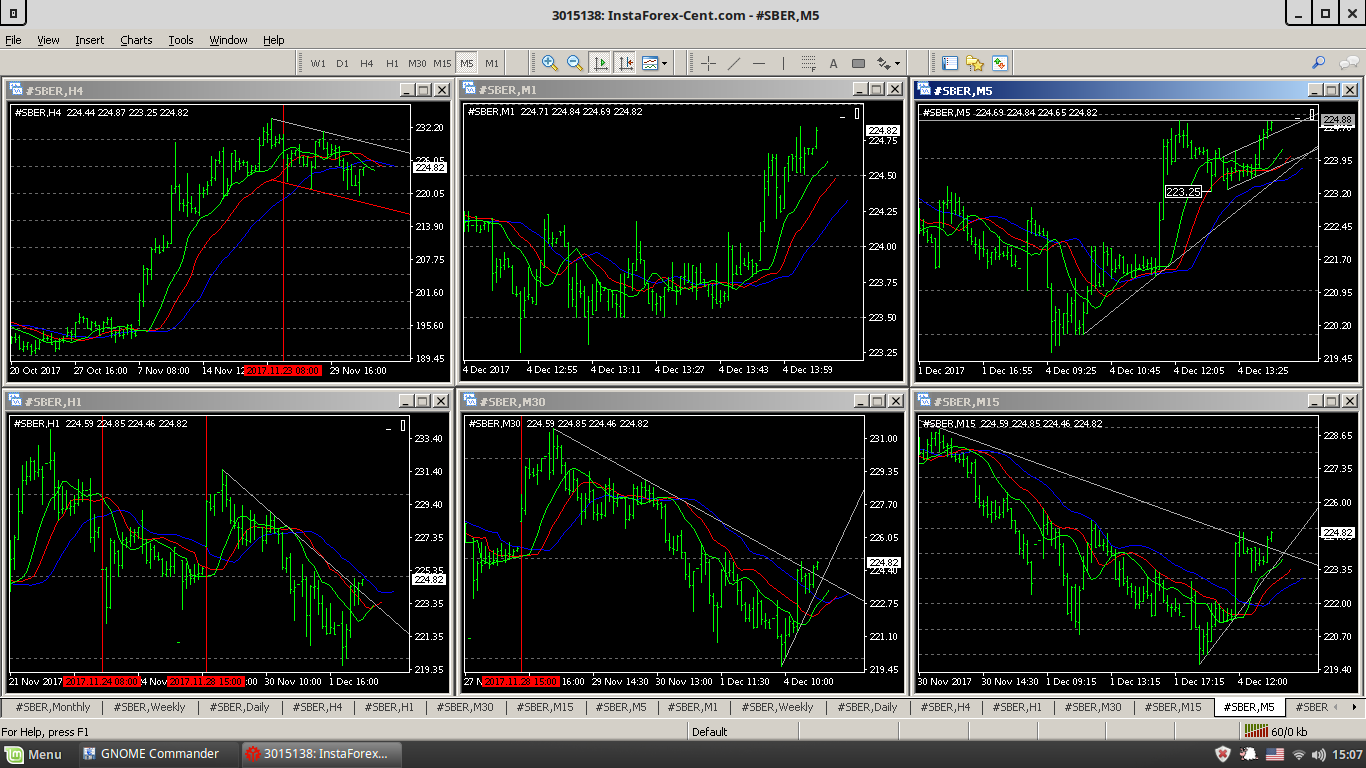 3015138: InstaForex-Cent.com - #SBER,M5
File View Insert Charts Tools Window Help
W1 D1 H4 H1 M30 M15 M5 M1
A
#SBER,H4
#SBER,H4 224.44 224.87 223.25 224.82
232.20
226.05
224.82
220.05
213.90
207.75
201.60
195.60
189.45
20 Oct 2017 27 Oct 16:00 7 Nov 08:00 14 Nov 12 2017.11.23 08:00 29 Nov 16:00
#SBER,M1
#SBER,M1 224.71 224.84 224.69 224.82
224.82
224.75
224.50
224.25
224.00
223.75
223.50
223.25
4 Dec 2017 4 Dec 12:55 4 Dec 13:11 4 Dec 13:27 4 Dec 13:43 4 Dec 13:59
#SBER,M5
#SBER,M5 224.69 224.84 224.65 224.82
224.88
223.95
223.25
223.20
222.45
221.70
220.95
220.20
219.45
1 Dec 2017 1 Dec 16:55 4 Dec 09:25 4 Dec 10:45 4 Dec 12:05 4 Dec 13:25
#SBER,H1
#SBER,H1 224.59 224.85 224.46 224.82
233.40
231.40
229.40
227.35
225.35
224.82
223.35
221.35
219.35
21 Nov 2017 2017.11.24 08:00 4 Nov 2017.11.28 15:00 30 Nov 10:00 1 Dec 16:00
#SBER,M30
#SBER,M30 224.59 224.85 224.46 224.82
231.00
229.35
227.70
226.05
224.82
224.40
222.75
221.10
219.45
27 N 2017.11.28 15:00 16:00 29 Nov 14:30 30 Nov 13:00 1 Dec 11:30 4 Dec 10:00
#SBER,M15
#SBER,M15 224.59 224.85 224.46 224.82
228.65
227.35
226.00
224.82
223.35
222.00
220.70
219.40
30 Nov 2017 30 Nov 14:30 1 Dec 09:15 1 Dec 13:15 1 Dec 17:15 4 Dec 12:00
#SBER,Monthly #SBER,Weekly #SBER,Daily #SBER,H4 #SBER,H1 #SBER,M30 #SBER,M15 #SBER,M5 #SBER,M1 #SBER,Weekly #SBER,Daily #SBER,H4 #SBER,H1 #SBER,M30 #SBER,M15 #SBER,M5 #SBER
For Help, press F1 Default 60/0 kb
Menu GNOME Commander 3015138: InstaForex... 15:07